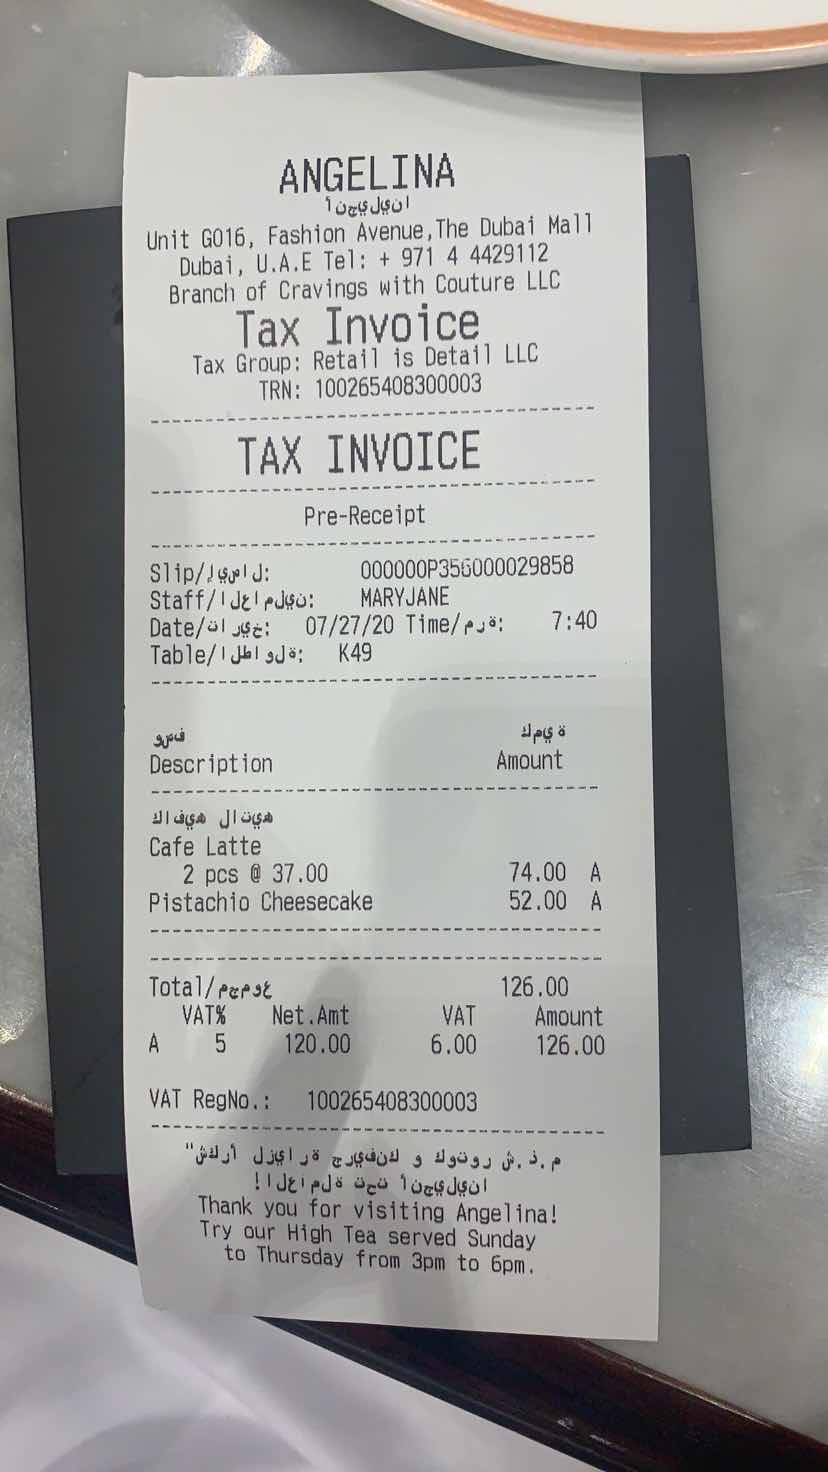 ANGELINA
أنجيلينا
Unit G016, Fashion Avenue,The Dubai Mall
Dubai, U.A.E Tel: + 971 4 4429112
Branch of Cravings with Couture LLC
Tax Invoice
Tax Group: Retail is Detail LLC
TRN: 100265408300003
TAX INVOICE
Pre-Receipt
Slip/إيصال: 000000P35G000029858
Staff/العاملين: MARYJANE
Date/تاريخ: 07/27/20 Time/مرة: 7:40
Table/الطاولة: K49
وصف كمية
Description Amount
كافيه لاتيه
Cafe Latte
2 pcs @ 37.00 74.00 A
Pistachio Cheesecake 52.00 A
Total/مجموع 126.00
VAT% Net.Amt VAT Amount
A 5 120.00 6.00 126.00
VAT RegNo.: 100265408300003
"شكرأ لزيارة جريفنك و كوتور ش.ذ.م
العاملة تحت أنجيلينا!
Thank you for visiting Angelina!
Try our High Tea served Sunday
to Thursday from 3pm to 6pm.